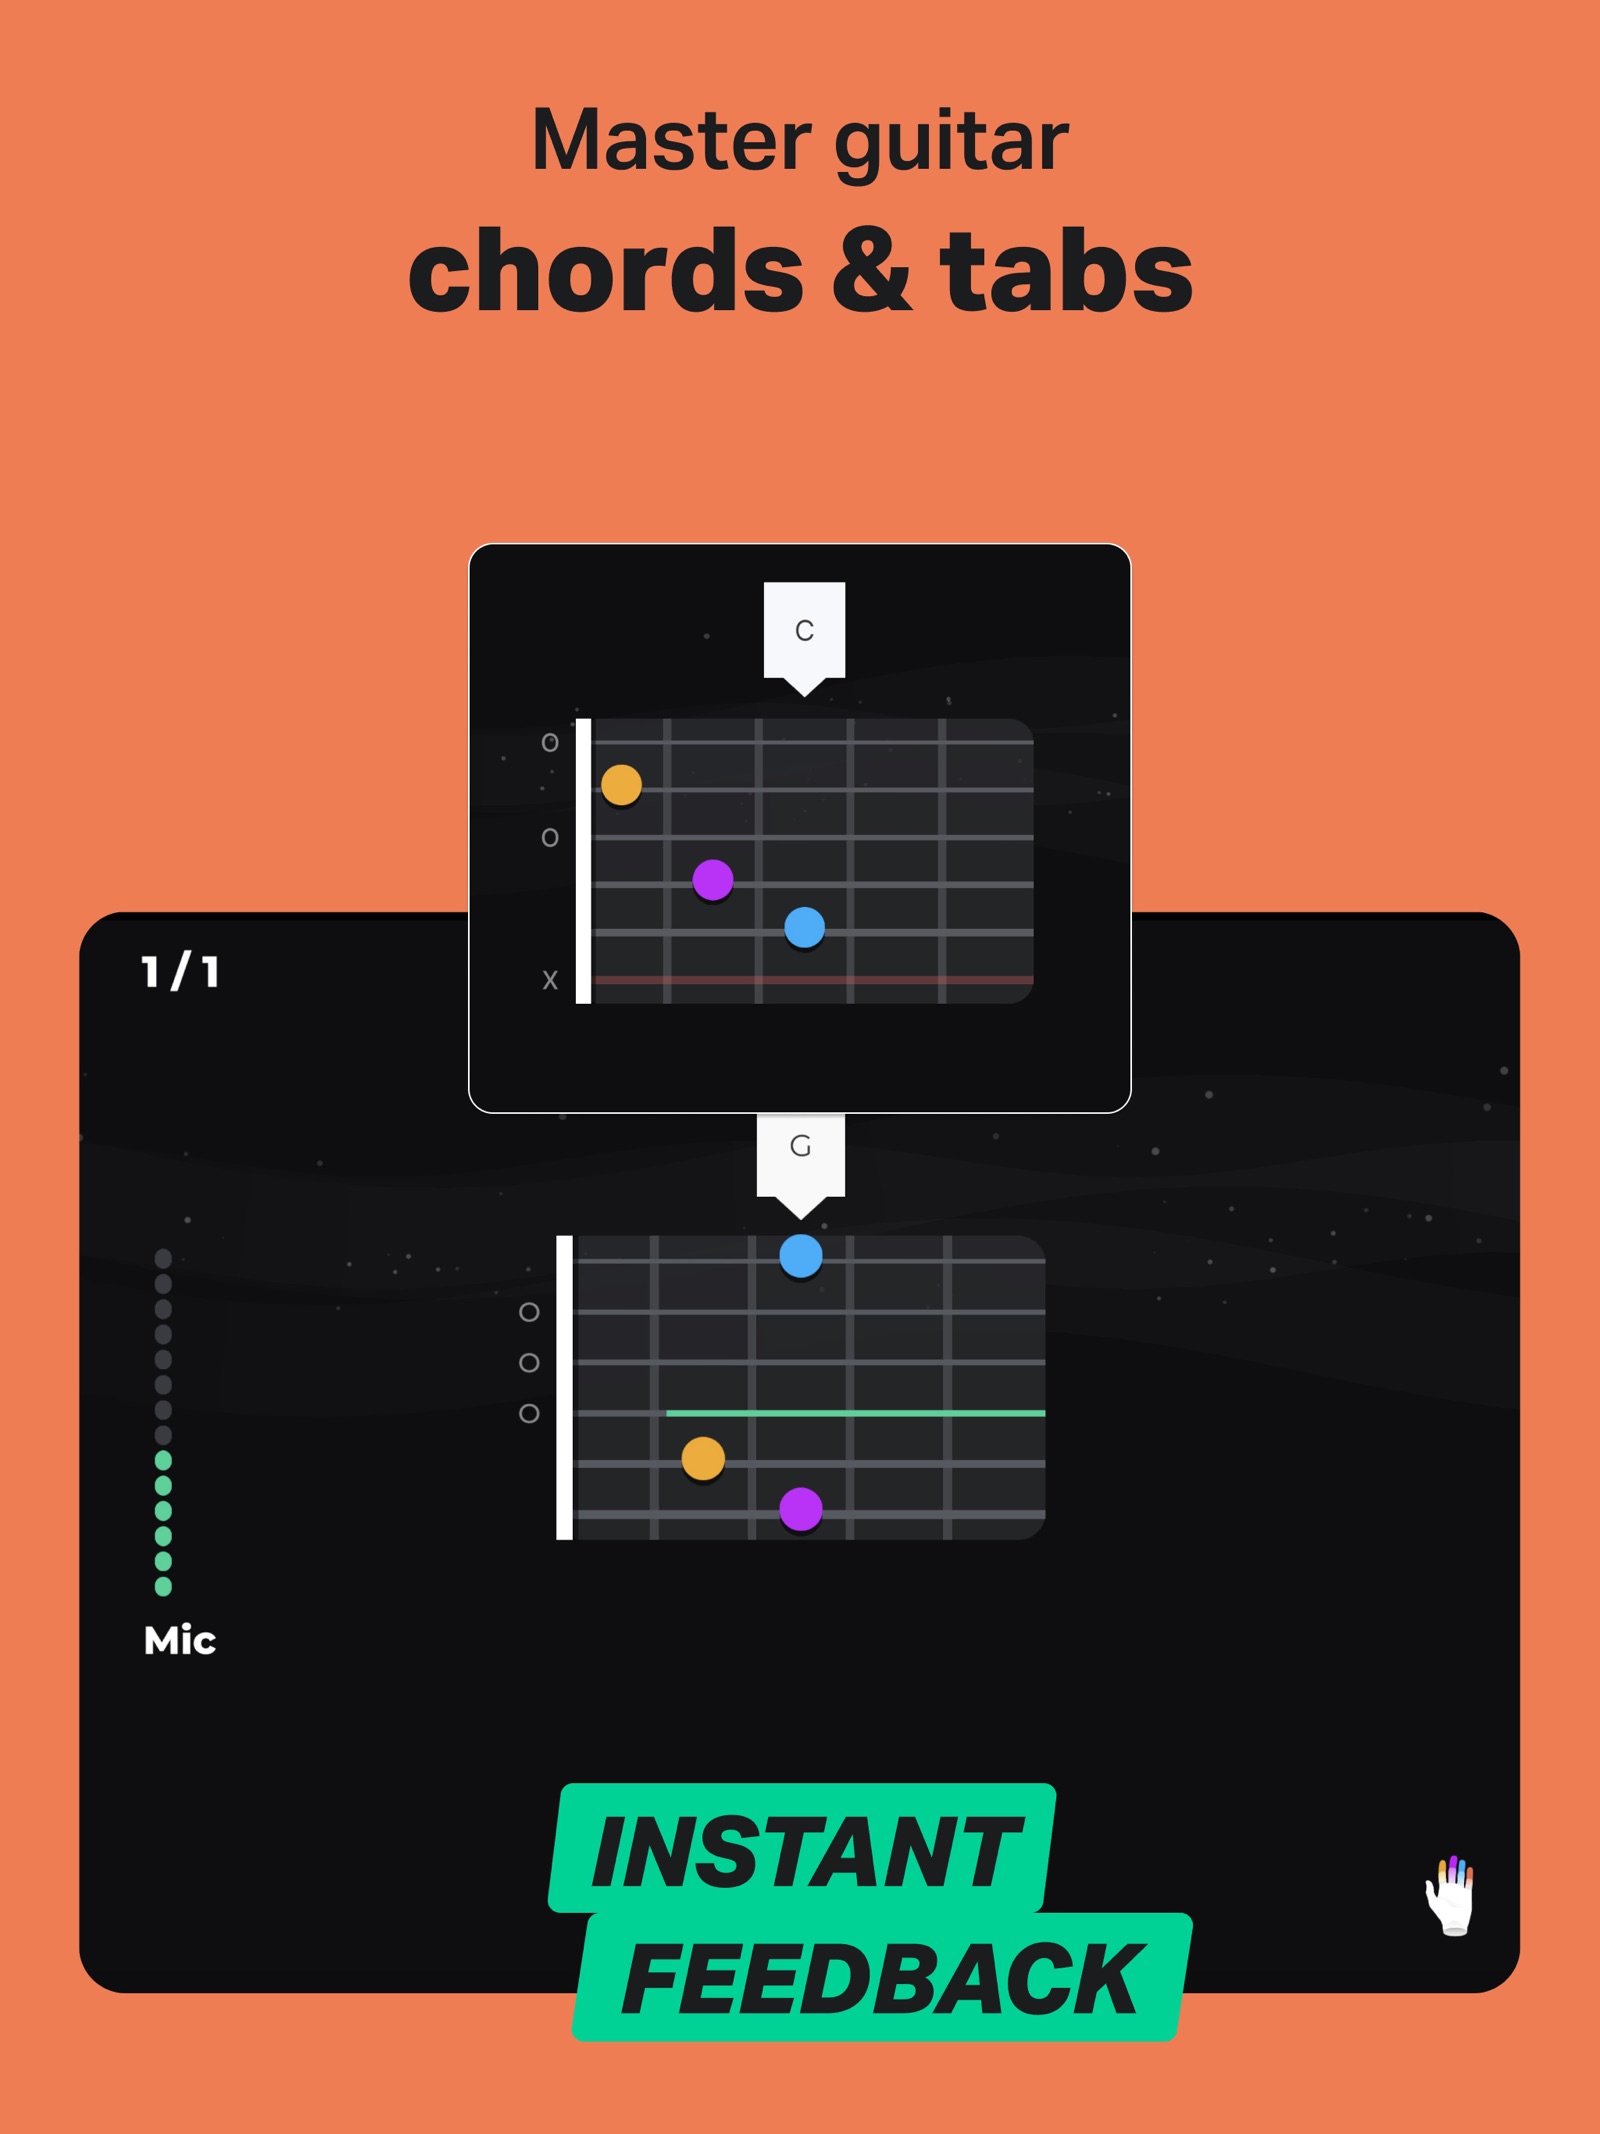 Master guitar
chords & tabs
C
O
O
X
1/1
G
O
O
O
Mic
INSTANT
FEEDBACK